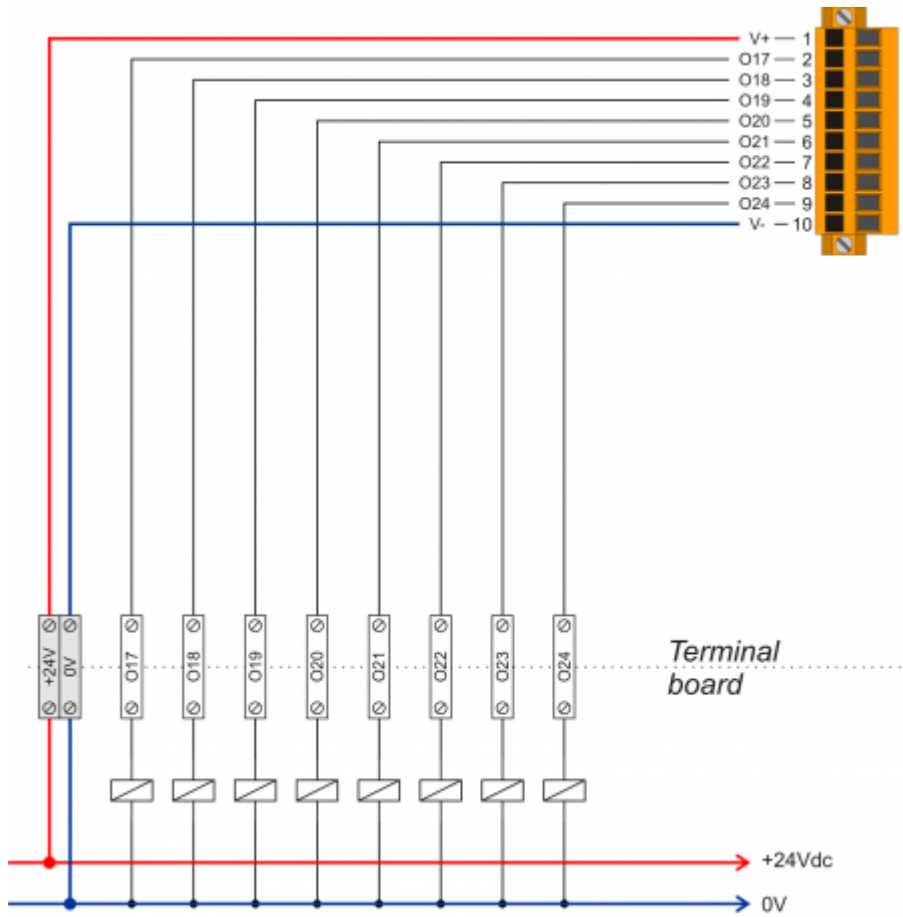 V+ 1
O17 2
O18 3
O19 4
O20 5
O21 6
O22 7
O23 8
O24 9
V- 10
+24V 0V O17 O18 O19 O20 O21 O22 O23 O24
Terminal
board
+24Vdc
0V